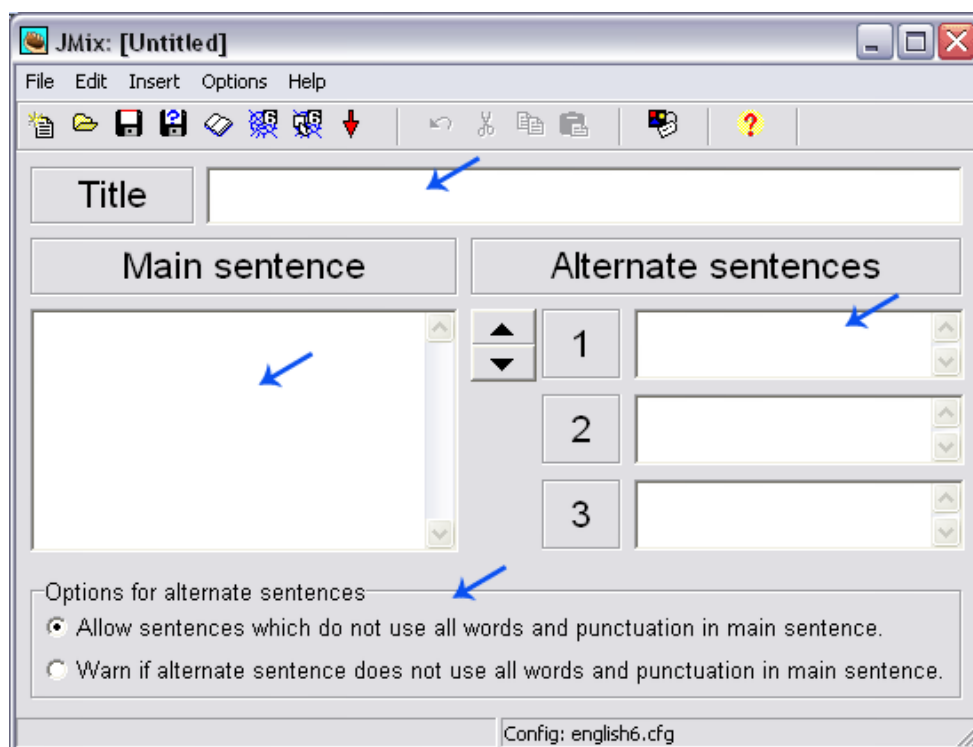 JMix: [Untitled]
File Edit Insert Options Help
Title
Main sentence Alternate sentences
1
2
3
Options for alternate sentences
Allow sentences which do not use all words and punctuation in main sentence.
Warn if alternate sentence does not use all words and punctuation in main sentence.
Config: english6.cfg